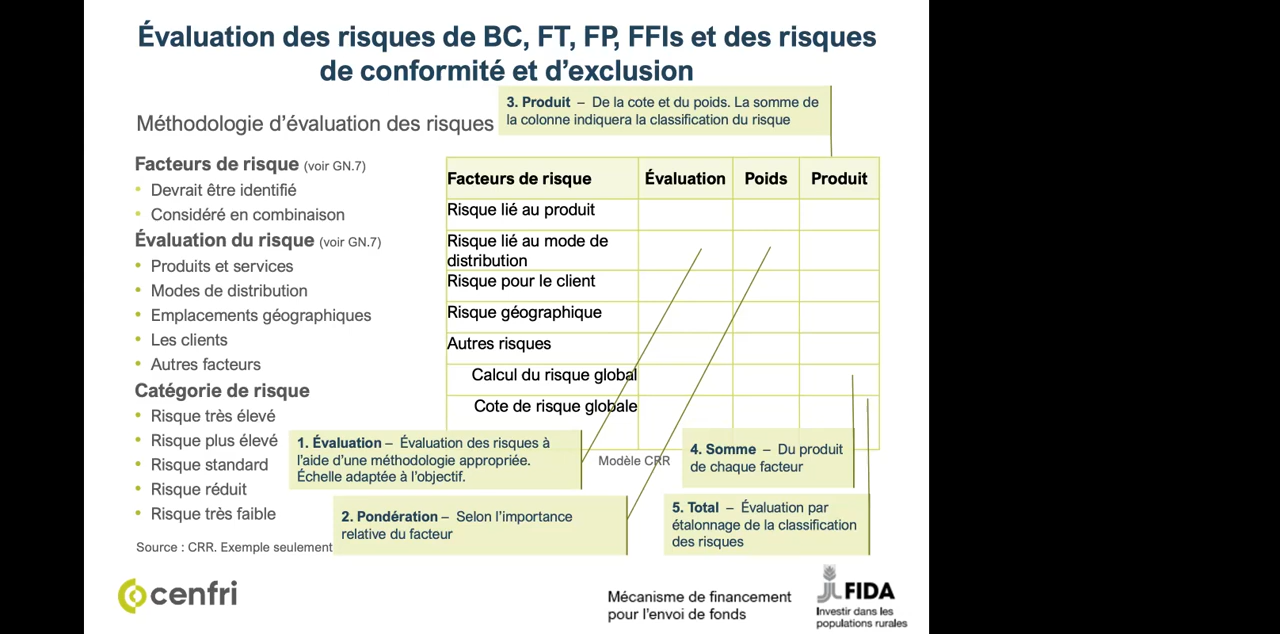 Évaluation des risques de BC, FT, FP, FFIs et des risques
de conformité et d’exclusion
3. Produit – De la cote et du poids. La somme de
la colonne indiquera la classification du risque
Méthodologie d’évaluation des risques
Facteurs de risque (voir GN.7)
• Devrait être identifié
• Considéré en combinaison
Évaluation du risque (voir GN.7)
• Produits et services
• Modes de distribution
• Emplacements géographiques
• Les clients
• Autres facteurs
Catégorie de risque
• Risque très élevé
• Risque plus élevé
• Risque standard
• Risque réduit
• Risque très faible
Source : CRR. Exemple seulement
Facteurs de risque Évaluation Poids Produit
Risque lié au produit
Risque lié au mode de
distribution
Risque pour le client
Risque géographique
Autres risques
Calcul du risque global
Cote de risque globale
1. Évaluation – Évaluation des risques à
l’aide d’une méthodologie appropriée.
Échelle adaptée à l’objectif.
Modèle CRR
4. Somme – Du produit
de chaque facteur
2. Pondération – Selon l’importance
relative du facteur
5. Total – Évaluation par
étalonnage de la classification
des risques
cenfri
Mécanisme de financement
pour l’envoi de fonds
FIDA
Investir dans les
populations rurales